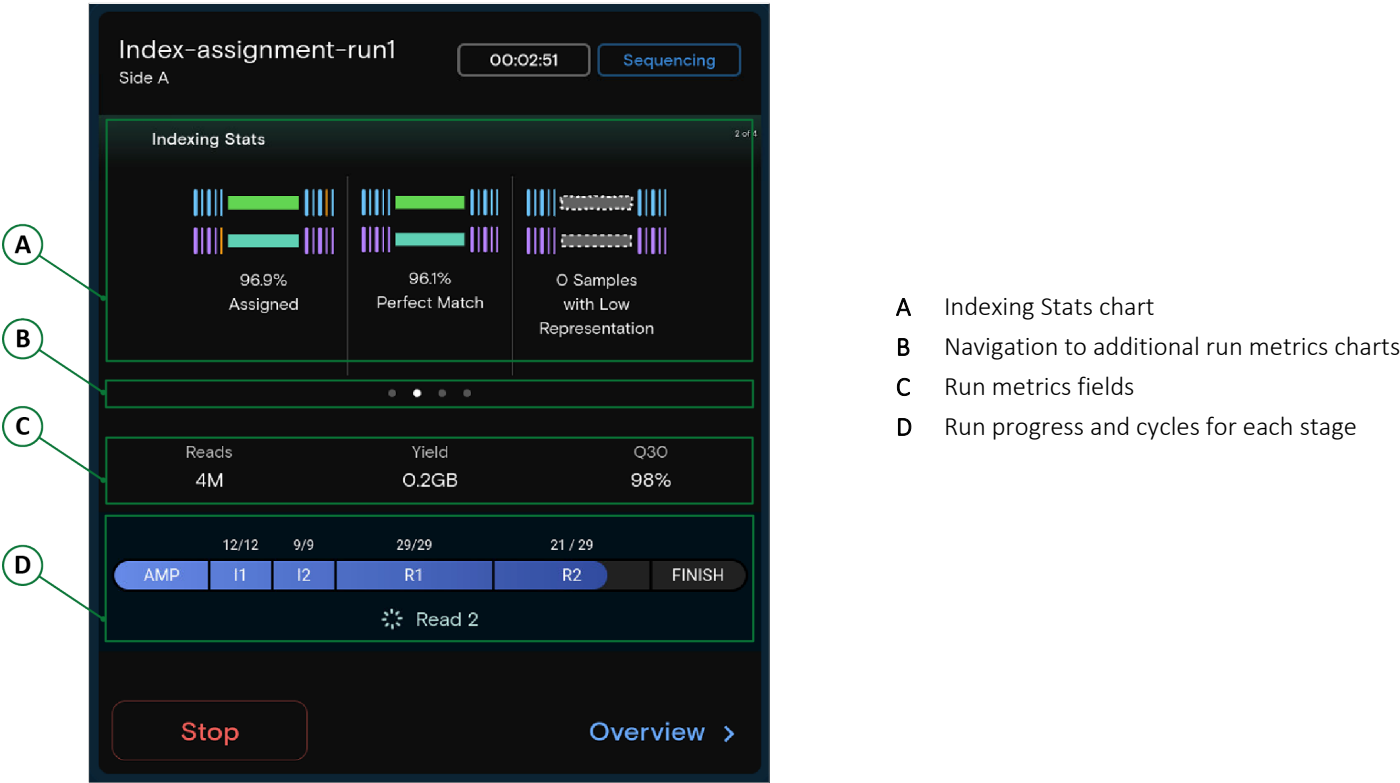 Index-assignment-run1
Side A
00:02:51
Sequencing
Indexing Stats
2 of 4
96.9%
Assigned
96.1%
Perfect Match
0 Samples
with Low
Representation
Reads
4M
Yield
0.2GB
Q30
98%
12/12
9/9
29/29
21 / 29
AMP
I1
I2
R1
R2
FINISH
Read 2
Stop
Overview >
A
B
C
D
A Indexing Stats chart
B Navigation to additional run metrics charts
C Run metrics fields
D Run progress and cycles for each stage